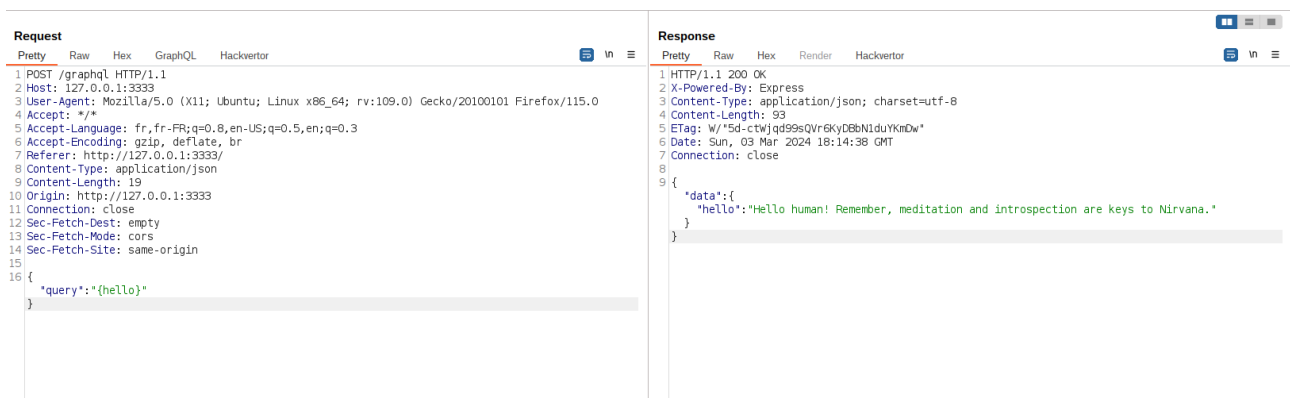 Request
Pretty Raw Hex GraphQL Hackvertor \n
1 POST /graphql HTTP/1.1
2 Host: 127.0.0.1:3333
3 User-Agent: Mozilla/5.0 (X11; Ubuntu; Linux x86_64; rv:109.0) Gecko/20100101 Firefox/115.0
4 Accept: */*
5 Accept-Language: fr,fr-FR;q=0.8,en-US;q=0.5,en;q=0.3
6 Accept-Encoding: gzip, deflate, br
7 Referer: http://127.0.0.1:3333/
8 Content-Type: application/json
9 Content-Length: 19
10 Origin: http://127.0.0.1:3333
11 Connection: close
12 Sec-Fetch-Dest: empty
13 Sec-Fetch-Mode: cors
14 Sec-Fetch-Site: same-origin
15
16 {
"query":"{hello}"
}
Response
Pretty Raw Hex Render Hackvertor \n
1 HTTP/1.1 200 OK
2 X-Powered-By: Express
3 Content-Type: application/json; charset=utf-8
4 Content-Length: 93
5 ETag: W/"5d-ctWjqd99sQVr6KyDBbN1duYKmDw"
6 Date: Sun, 03 Mar 2024 18:14:38 GMT
7 Connection: close
8
9 {
"data":{
"hello":"Hello human! Remember, meditation and introspection are keys to Nirvana."
}
}